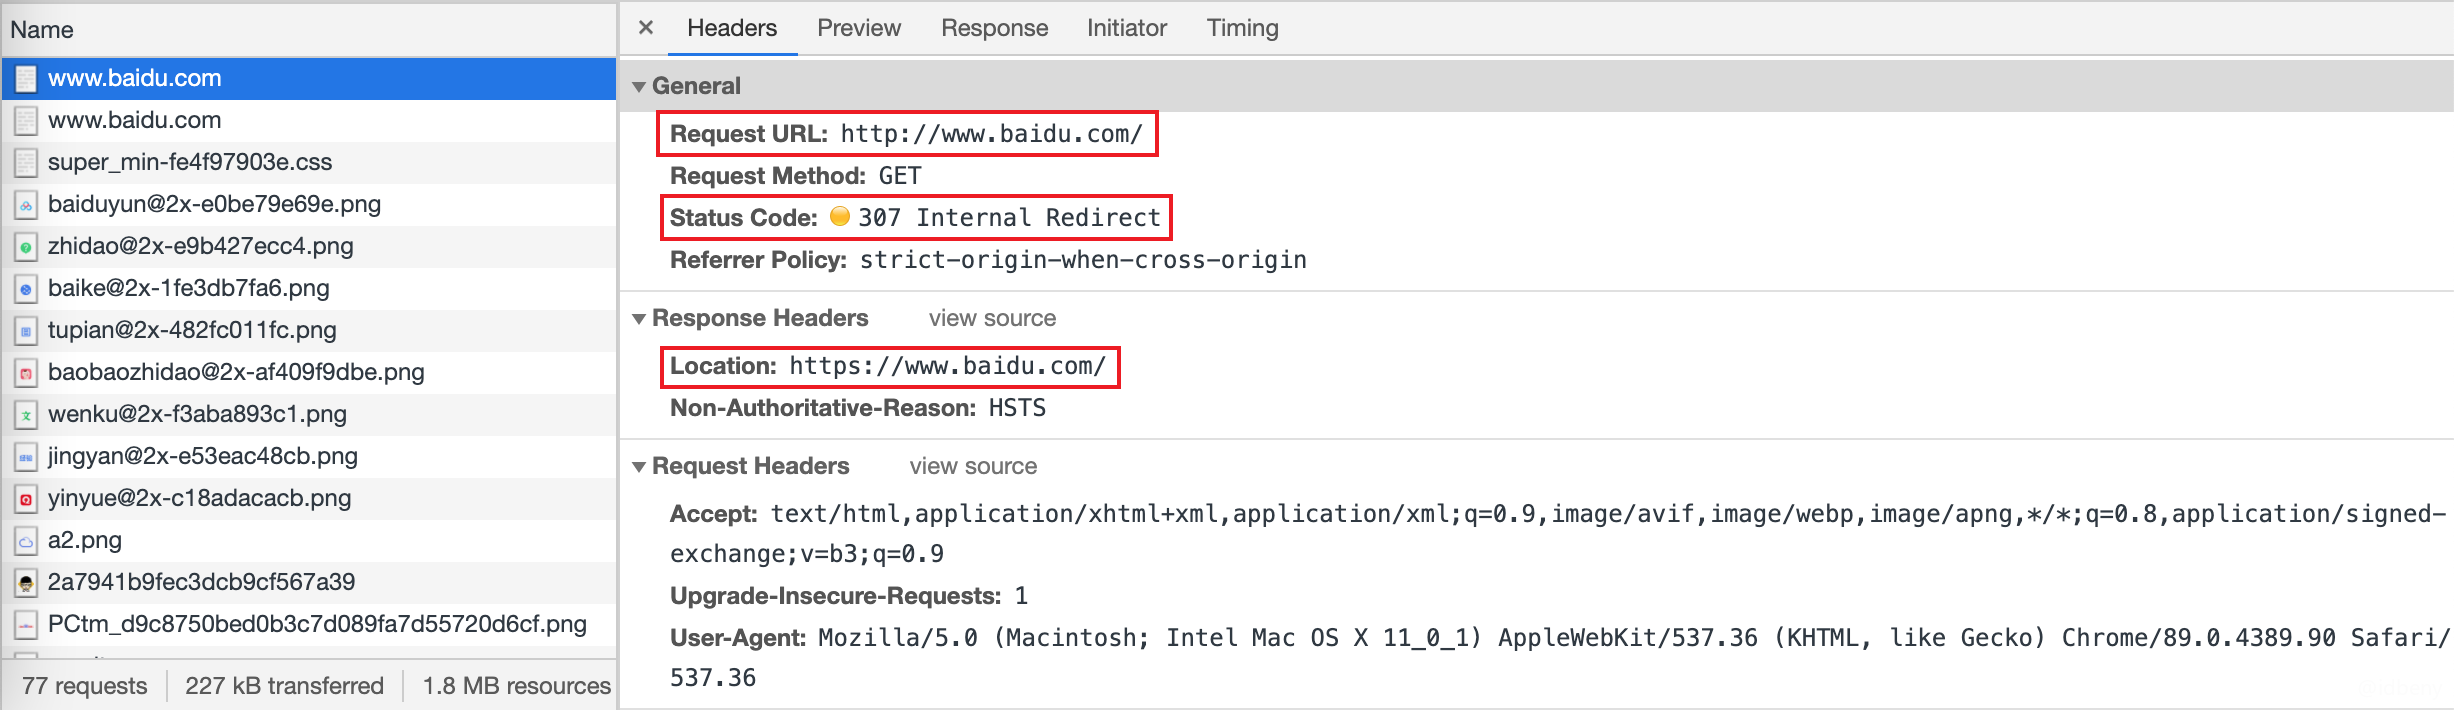 Name
www.baidu.com
www.baidu.com
super_min-fe4f97903e.css
baiduyun@2x-e0be79e69e.png
zhidao@2x-e9b427ecc4.png
baike@2x-1fe3db7fa6.png
tupian@2x-482fc011fc.png
baobaozhidao@2x-af409f9dbe.png
wenku@2x-f3aba893c1.png
jingyan@2x-e53eac48cb.png
yinyue@2x-c18adacacb.png
a2.png
2a7941b9fec3dcb9cf567a39
PCtm_d9c8750bed0b3c7d089fa7d55720d6cf.png
77 requests 227 kB transferred 1.8 MB resources
× Headers Preview Response Initiator Timing
General
Request URL: http://www.baidu.com/
Request Method: GET
Status Code: 307 Internal Redirect
Referrer Policy: strict-origin-when-cross-origin
Response Headers view source
Location: https://www.baidu.com/
Non-Authoritative-Reason: HSTS
Request Headers view source
Accept: text/html,application/xhtml+xml,application/xml;q=0.9,image/avif,image/webp,image/apng,*/*;q=0.8,application/signed-
exchange;v=b3;q=0.9
Upgrade-Insecure-Requests: 1
User-Agent: Mozilla/5.0 (Macintosh; Intel Mac OS X 11_0_1) AppleWebKit/537.36 (KHTML, like Gecko) Chrome/89.0.4389.90 Safari/
537.36